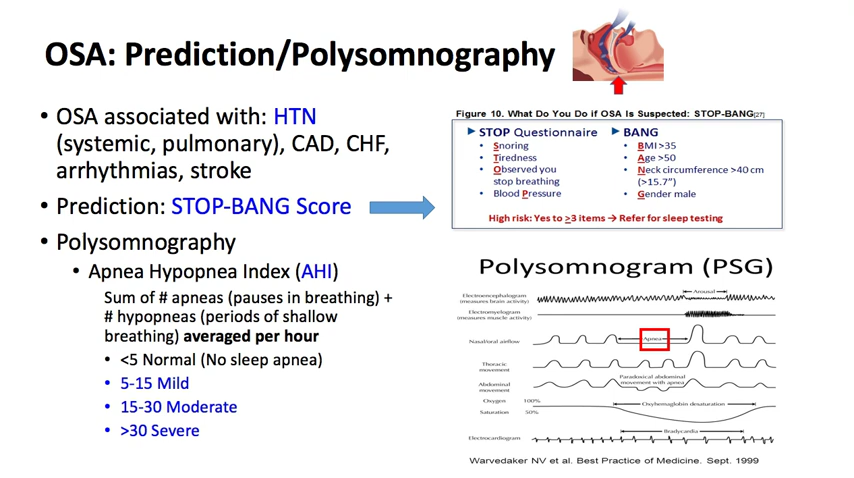 OSA: Prediction/Polysomnography
• OSA associated with: HTN
(systemic, pulmonary), CAD, CHF,
arrhythmias, stroke
• Prediction: STOP-BANG Score
• Polysomnography
• Apnea Hypopnea Index (AHI)
Sum of # apneas (pauses in breathing) +
# hypopneas (periods of shallow
breathing) averaged per hour
• <5 Normal (No sleep apnea)
• 5-15 Mild
• 15-30 Moderate
• >30 Severe
Figure 10. What Do You Do if OSA Is Suspected: STOP-BANG[27]
STOP Questionnaire
• Snoring
• Tiredness
• Observed you
stop breathing
• Blood Pressure
BANG
• BMI >35
• Age >50
• Neck circumference >40 cm
(>15.7")
• Gender male
High risk: Yes to ≥3 items → Refer for sleep testing
Polysomnogram (PSG)
Arousal
Electroencephalogram
(measures brain activity)
Electromyelogram
(measures muscle activity)
Nasal/oral airflow
Apnea
Thoracic
movement
Paradoxical abdominal
movement with apnea
Abdominal
movement
Oxygen 100%
Saturation 50%
Oxyhemoglobin desaturation
Bradycardia
Electrocardiogram
Warvedaker NV et al. Best Practice of Medicine. Sept. 1999